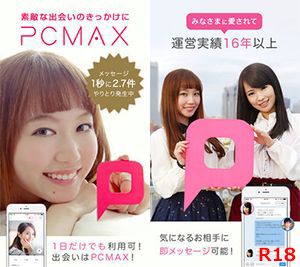 素敵な出会いのきっかけに
PCMAX
メッセージ
1秒に2.7件
やりとり発生中
1日だけでも利用可!
出会いはPCMAX!
みなさまに愛されて
運営実績16年以上
気になるお相手に
即メッセージ可能!
R18